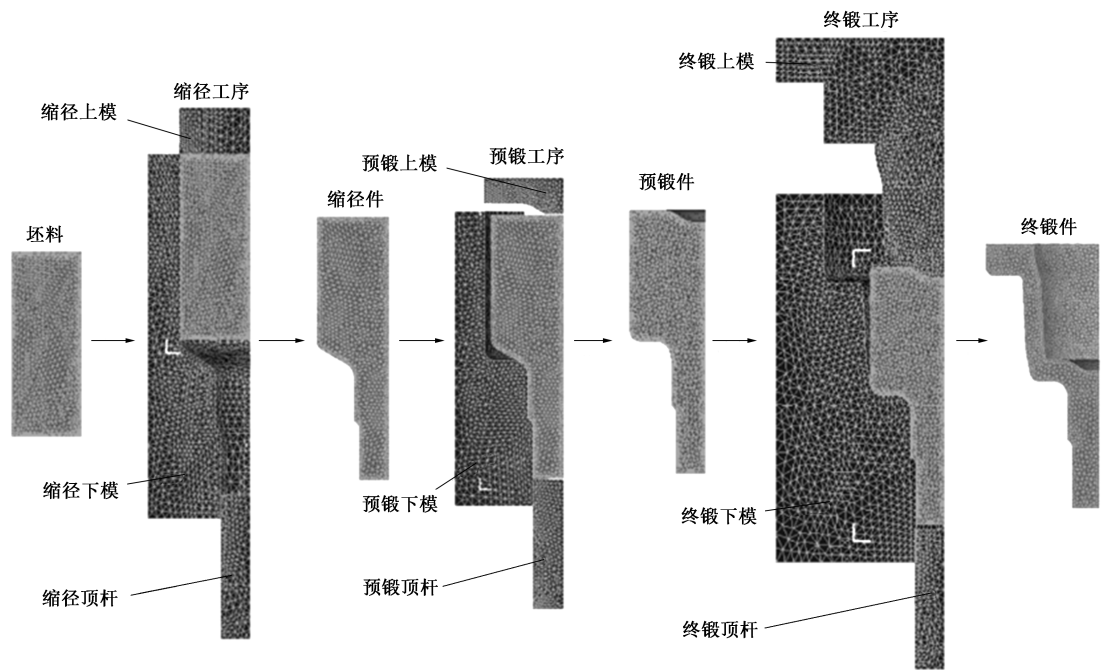 坯料
缩径工序
缩径上模
缩径下模
缩径顶杆
缩径件
预锻工序
预锻上模
预锻下模
预锻顶杆
预锻件
终锻工序
终锻上模
终锻下模
终锻顶杆
终锻件